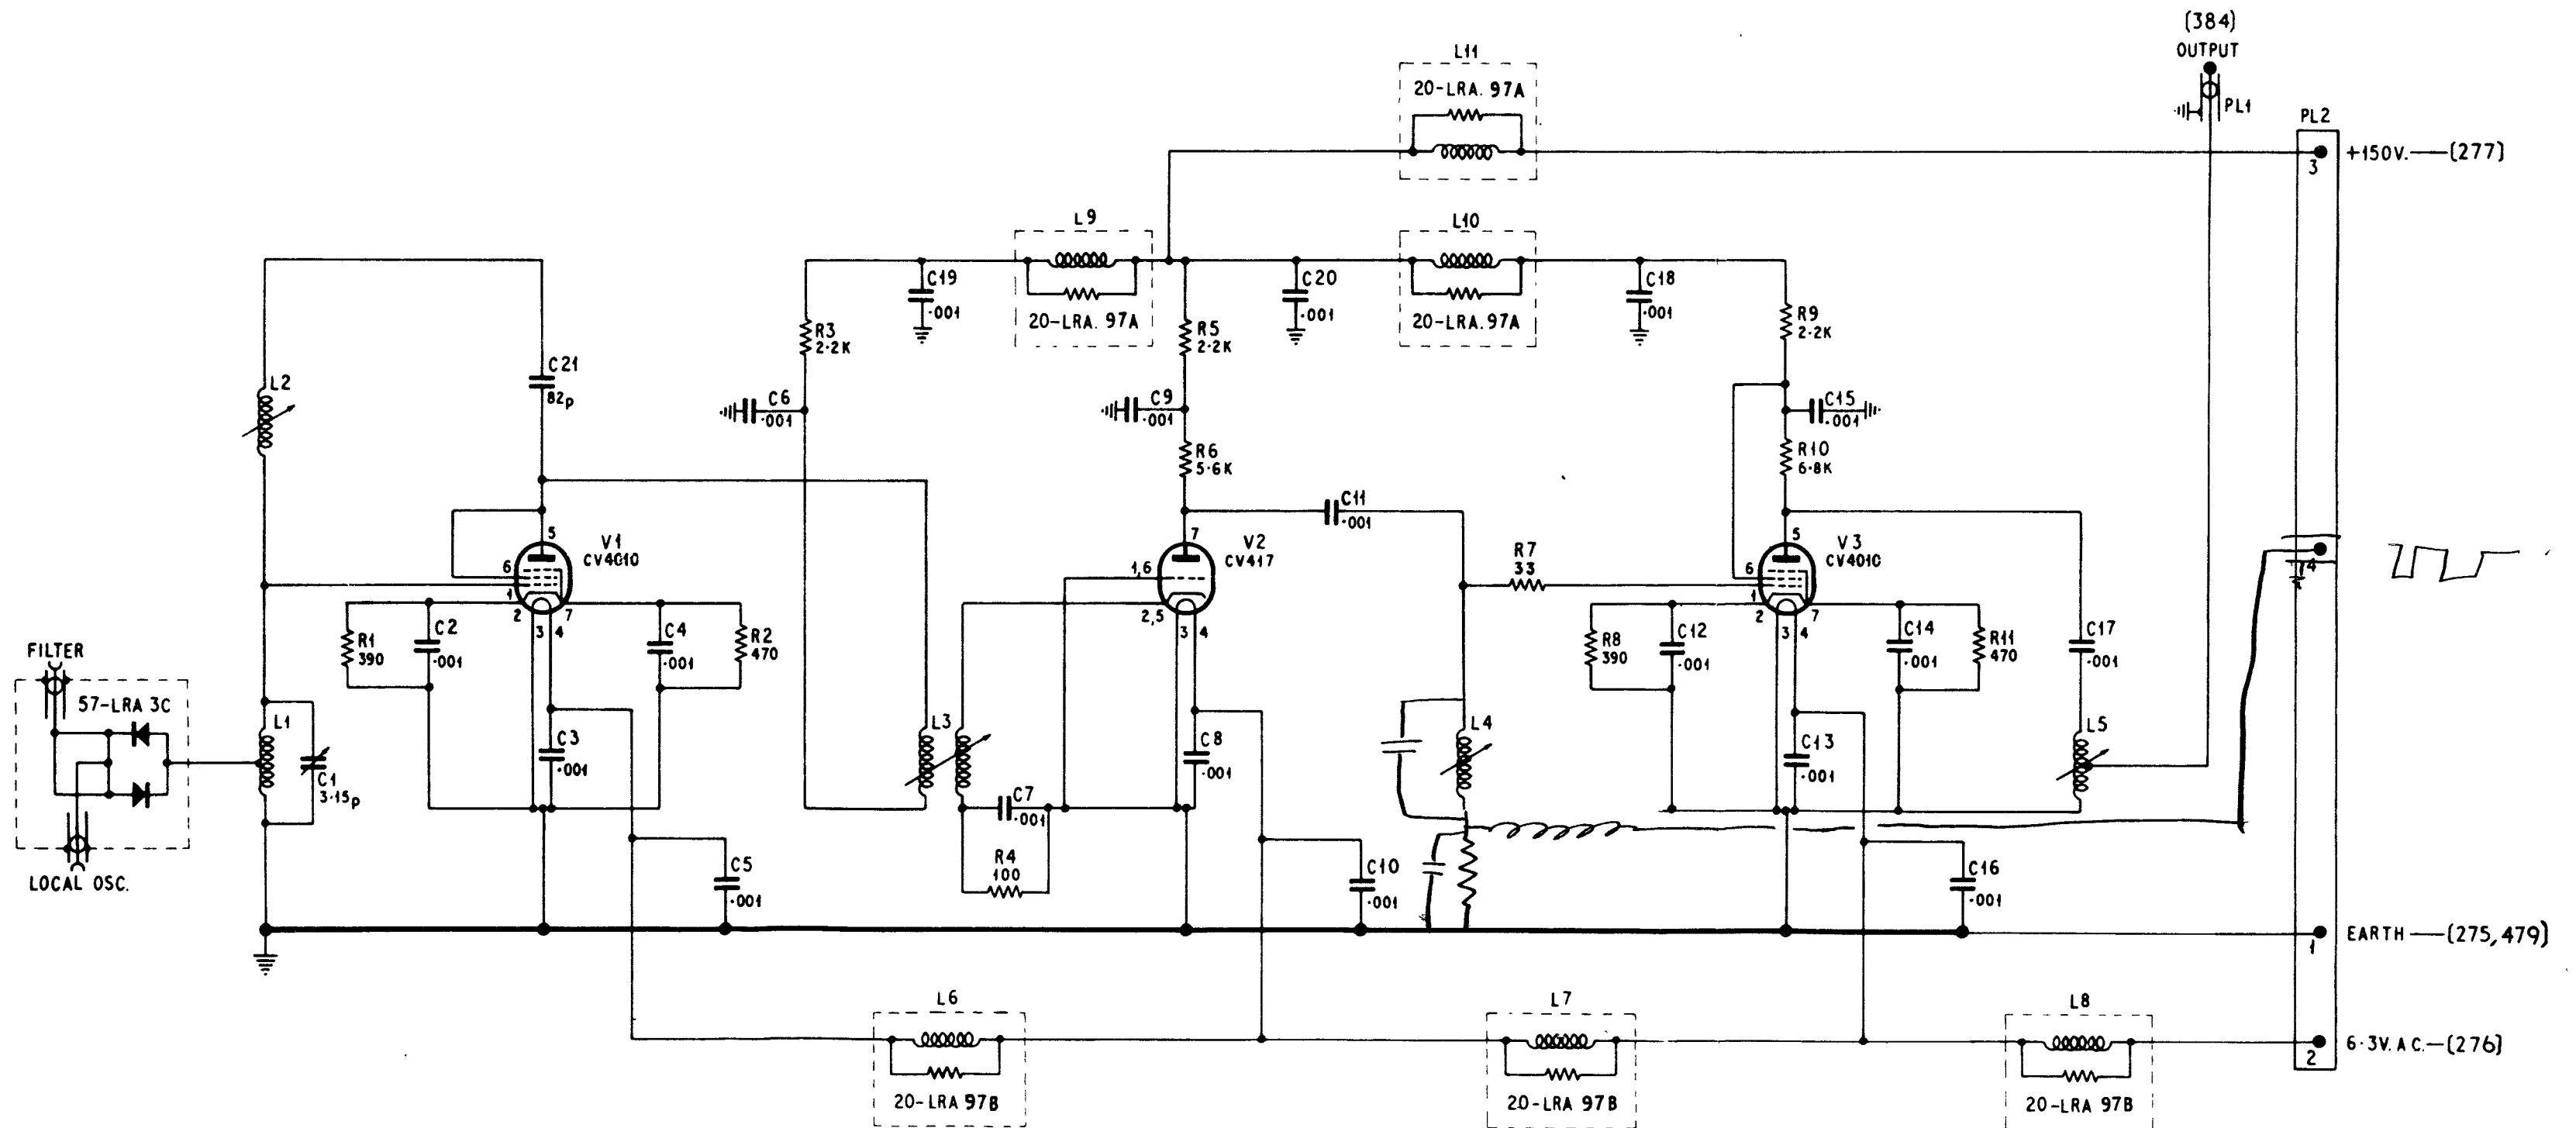 (384)
OUTPUT
PL1
L11
20-LRA. 97A
PL2
3
+150V.—(277)
L9
20-LRA. 97A
L10
20-LRA. 97A
C19
.001
C20
.001
C18
.001
R3
2·2K
R5
2·2K
R9
2·2K
L2
C21
82p
C6
.001
C9
.001
C15
.001
R6
5·6K
R10
6·8K
C11
.001
5
V1
CV4010
6
1
2
3
4
7
7
V2
CV417
1,6
2,5
3
4
R7
33
5
V3
CV4010
6
1
2
3
4
7
4
R1
390
C2
.001
C4
.001
R2
470
R8
390
C12
.001
C14
.001
R11
470
C17
.001
FILTER
57-LRA 3C
LOCAL OSC.
L1
C1
3·15p
C3
.001
L3
C8
.001
L4
C13
.001
L5
C7
.001
R4
100
C5
.001
C10
.001
C16
.001
1
EARTH—(275,479)
L6
20-LRA 97B
L7
20-LRA 97B
L8
20-LRA 97B
2
6·3V. A C.—(276)